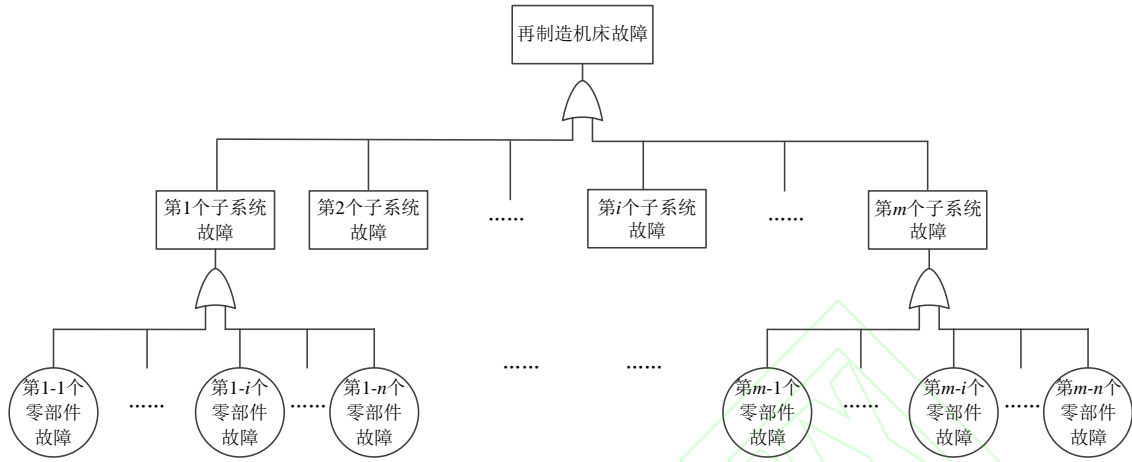 再制造机床故障
第1个子系统
故障
第2个子系统
故障
......
第i个子系统
故障
......
第m个子系统
故障
第1-1个
零部件
故障
......
第1-i个
零部件
故障
......
第1-n个
零部件
故障
......
......
第m-1个
零部件
故障
......
第m-i个
零部件
故障
......
第m-n个
零部件
故障